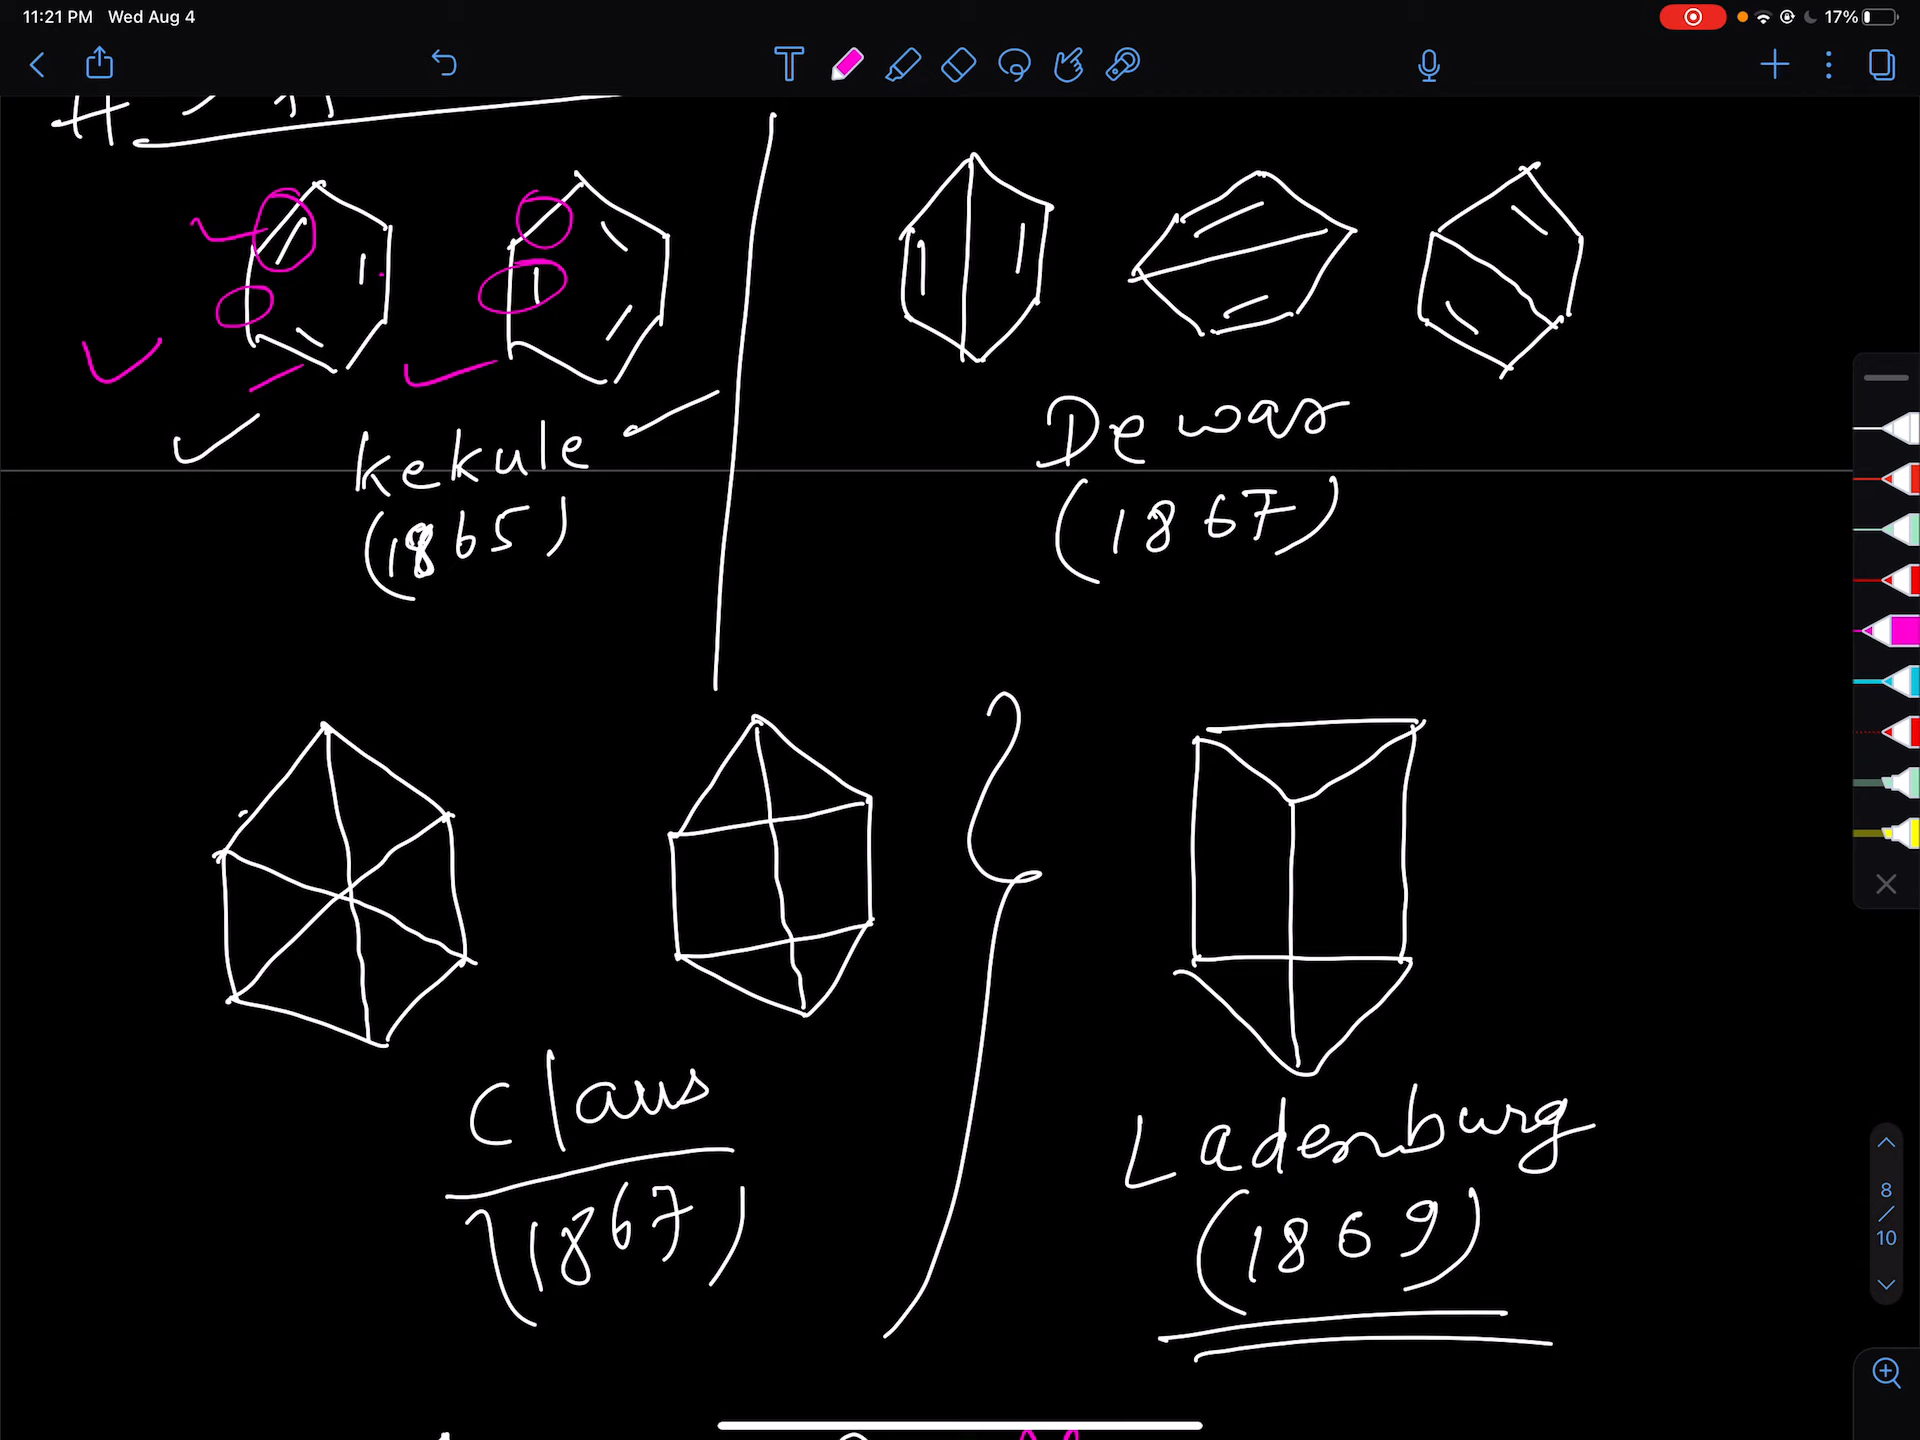 11:21 PM Wed Aug 4
17%
T
Kekule
(1865)
Dewar
(1867)
Claus
(1867)
Ladenburg
(1869)
8
/
10